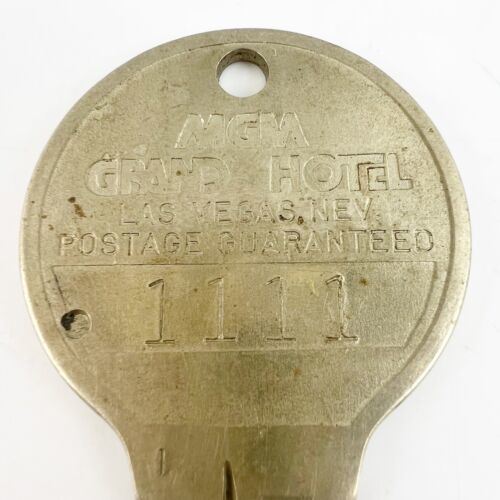 MGM
GRAND HOTEL
LAS VEGAS, NEV.
POSTAGE GUARANTEED
1111